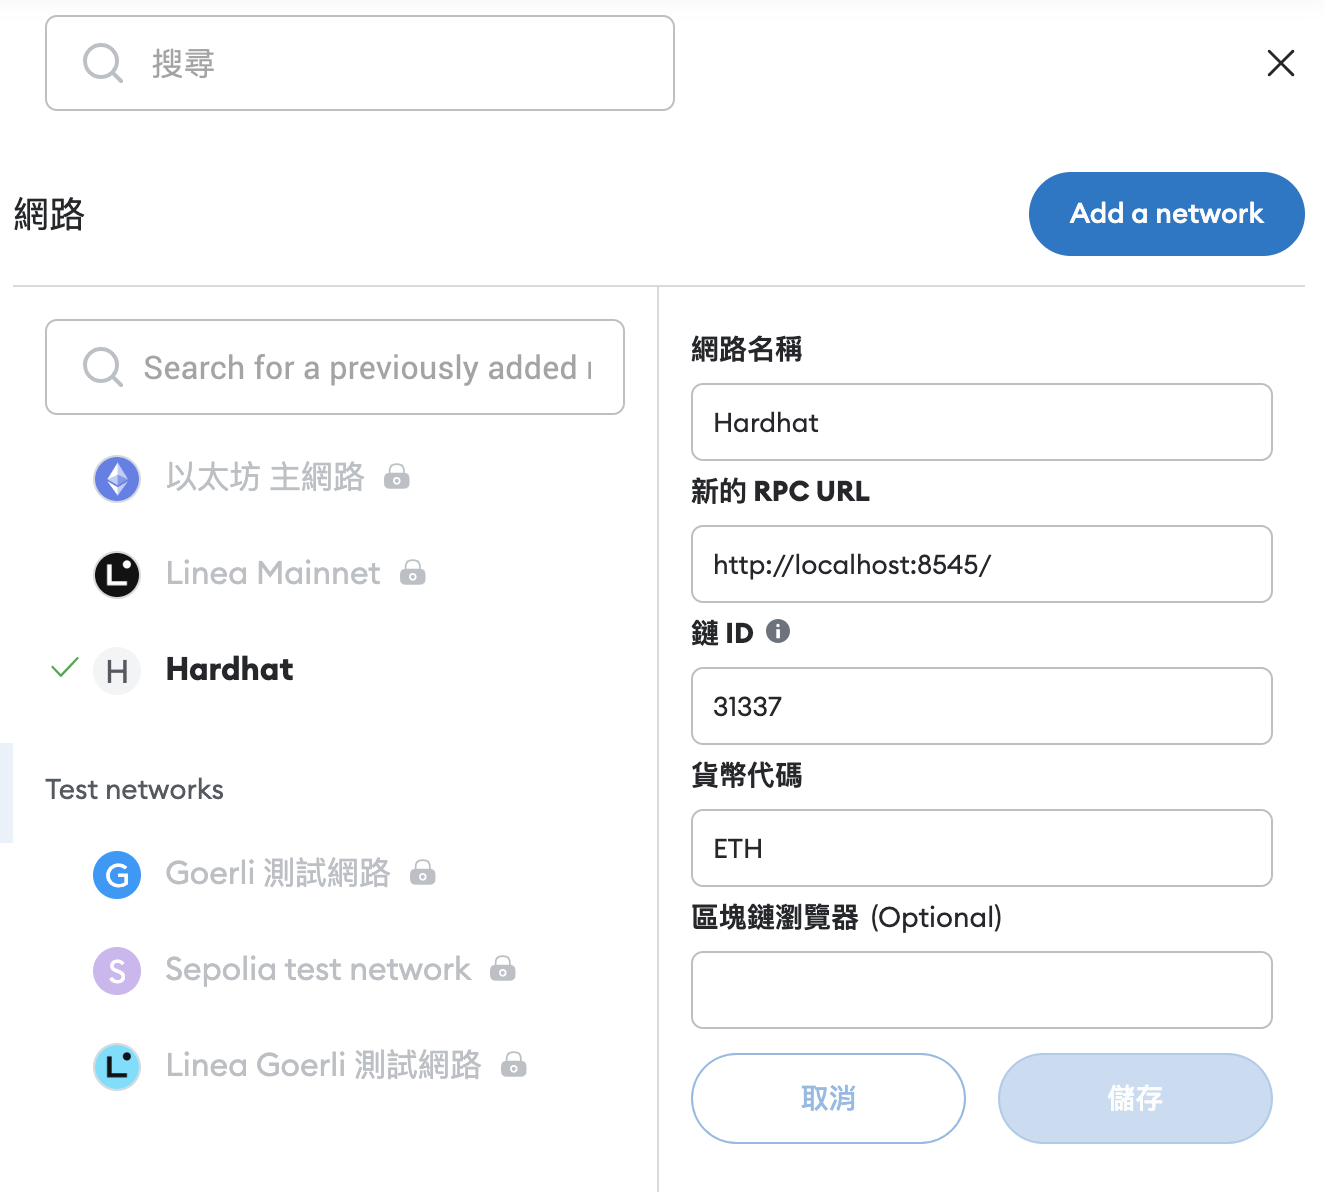 搜尋
網路
Add a network
Search for a previously added
以太坊 主網路
Linea Mainnet
H Hardhat
Test networks
G Goerli 測試網路
S Sepolia test network
Linea Goerli 測試網路
網路名稱
Hardhat
新的 RPC URL
http://localhost:8545/
鏈 ID
31337
貨幣代碼
ETH
區塊鏈瀏覽器 (Optional)
取消
儲存